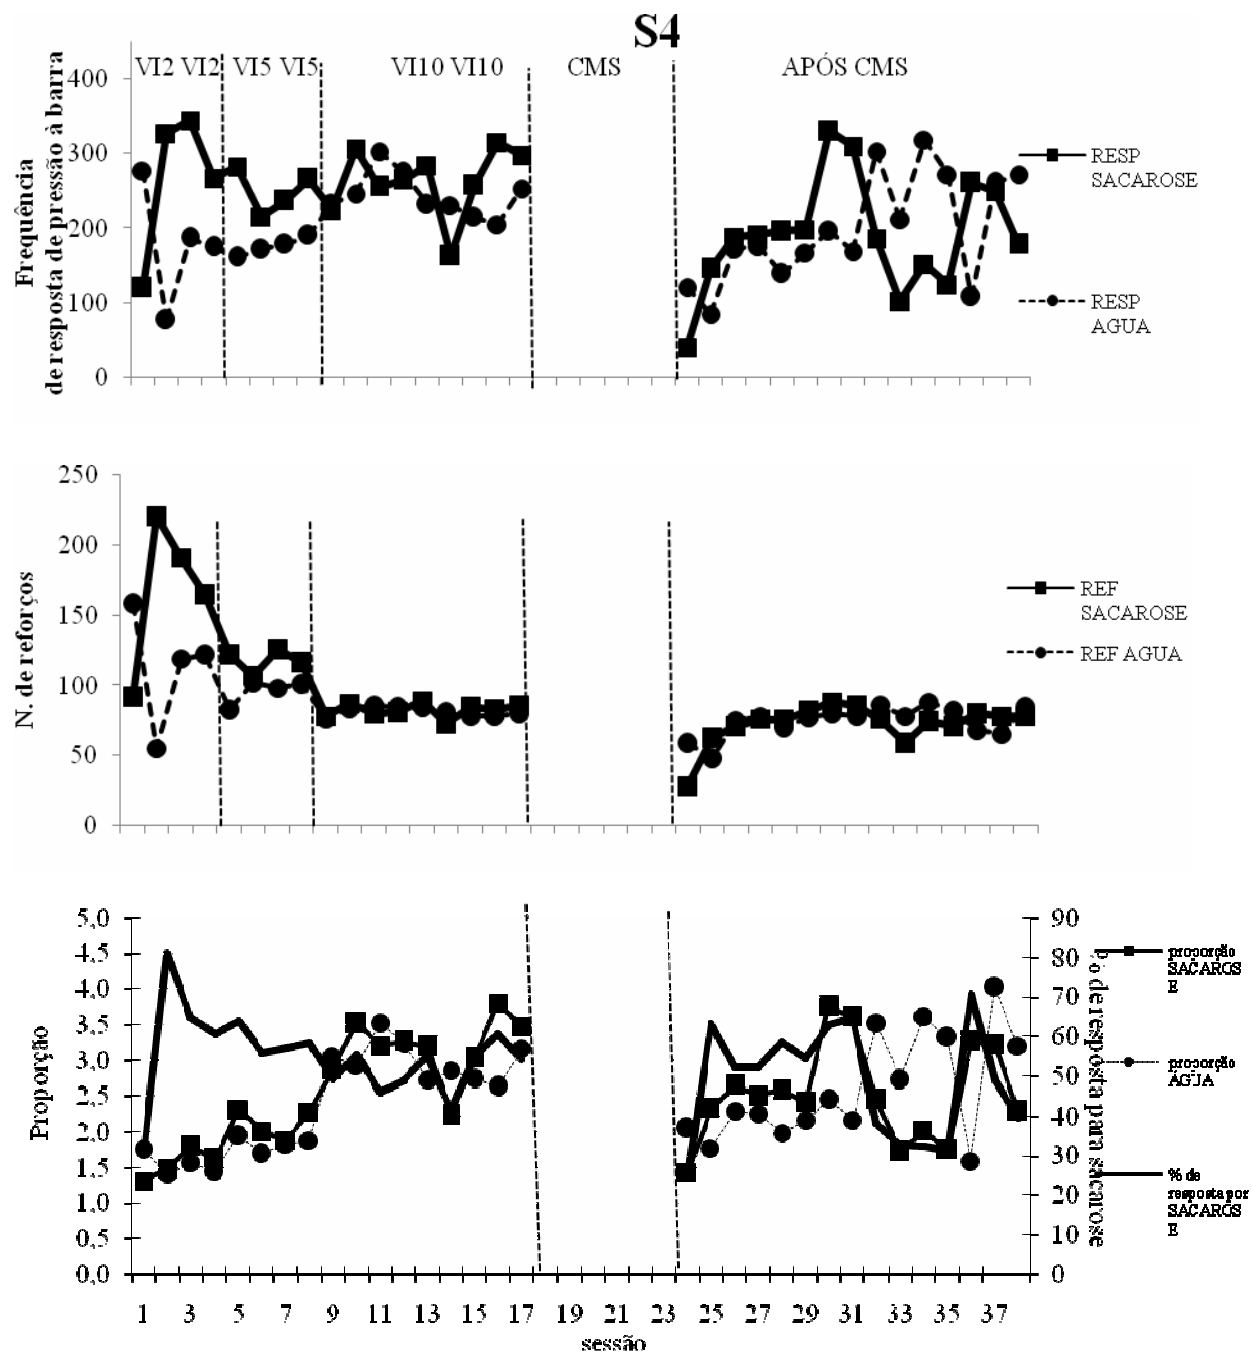 S4
VI2 VI2 VI5 VI5 VI10 VI10 CMS APÓS CMS
Frequência
de resposta de pressão à barra
400
300
200
100
0
RESP
SACAROSE
RESP
AGUA
N. de reforços
250
200
150
100
50
0
REF
SACAROSE
REF AGUA
Proporção
5,0
4,5
4,0
3,5
3,0
2,5
2,0
1,5
1,0
0,5
0,0
90
80
70
60
50
40
30
20
10
0
% de resposta para sacarose
proporção
SACAROS
E
proporção
ÁGUA
% de
resposta por
SACAROS
E
1 3 5 7 9 11 13 15 17 19 21 23 25 27 29 31 33 35 37
sessão